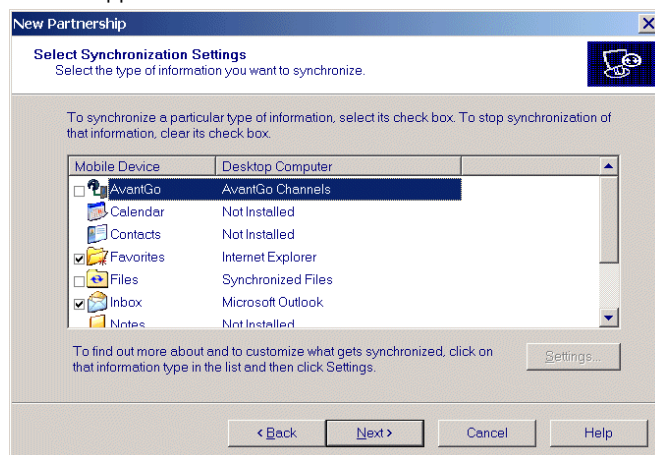 New Partnership
Select Synchronization Settings
Select the type of information you want to synchronize.
To synchronize a particular type of information, select its check box. To stop synchronization of
that information, clear its check box.
Mobile Device Desktop Computer
AvantGo AvantGo Channels
Calendar Not Installed
Contacts Not Installed
Favorites Internet Explorer
Files Synchronized Files
Inbox Microsoft Outlook
Notes Not Installed
To find out more about and to customize what gets synchronized, click on
that information type in the list and then click Settings.
Settings...
< Back Next > Cancel Help